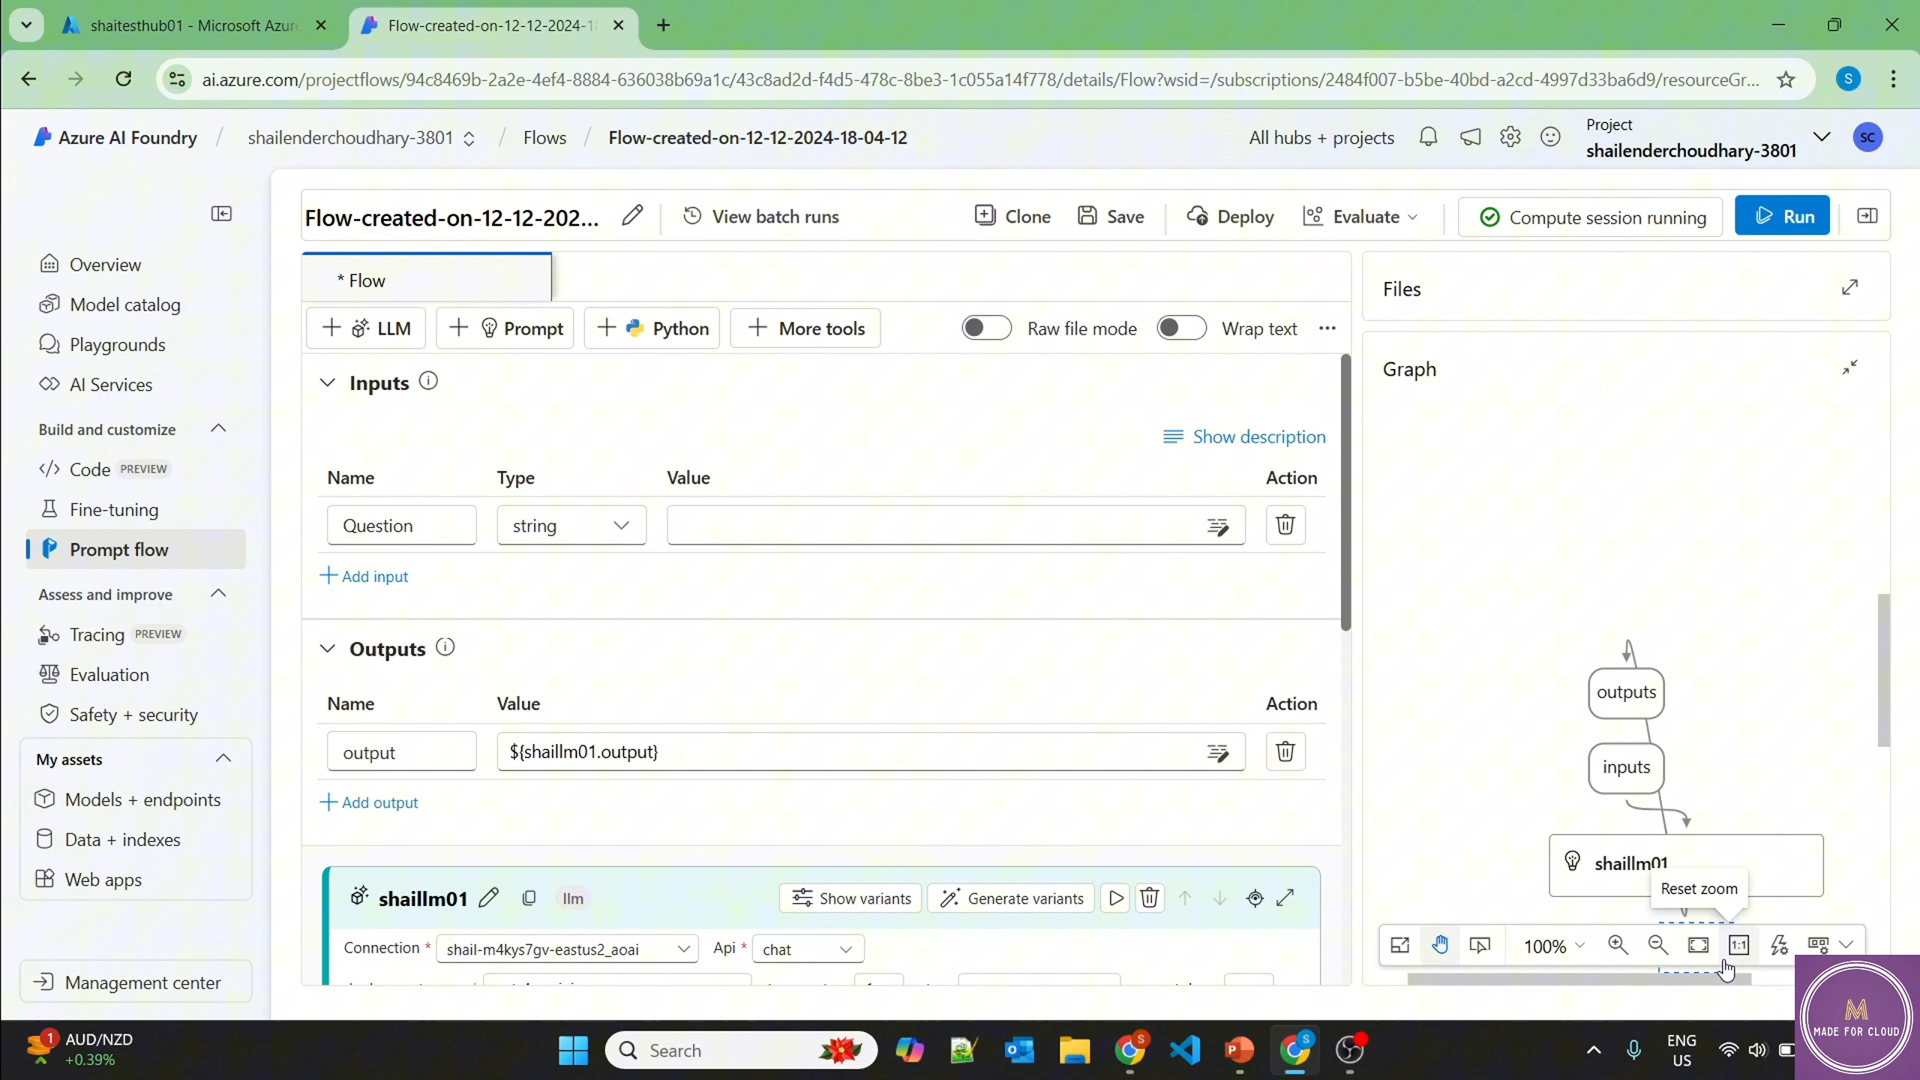 shaitesthub01 - Microsoft Azur
Flow-created-on-12-12-2024-1
ai.azure.com/projectflows/94c8469b-2a2e-4ef4-8884-636038b69a1c/43c8ad2d-f4d5-478c-8be3-1c055a14f778/details/Flow?wsid=/subscriptions/2484f007-b5be-40bd-a2cd-4997d33ba6d9/resourceGr...
S
Azure AI Foundry / shailenderchoudhary-3801 / Flows / Flow-created-on-12-12-2024-18-04-12
All hubs + projects
Project
shailenderchoudhary-3801
SC
Flow-created-on-12-12-202...
View batch runs
Clone
Save
Deploy
Evaluate
Compute session running
Run
Overview
Model catalog
Playgrounds
AI Services
Build and customize
Code PREVIEW
Fine-tuning
Prompt flow
Assess and improve
Tracing PREVIEW
Evaluation
Safety + security
My assets
Models + endpoints
Data + indexes
Web apps
Management center
* Flow
+ LLM
+ Prompt
+ Python
+ More tools
Raw file mode
Wrap text
Inputs
Show description
Name Type Value Action
Question string
+ Add input
Outputs
Name Value Action
output ${shaillm01.output}
+ Add output
shaillm01 llm
Show variants
Generate variants
Connection * shail-m4kys7gv-eastus2_aoai Api * chat
Files
Graph
outputs
inputs
shaillm01
Reset zoom
100%
1:1
1
AUD/NZD
+0.39%
Search
S
S
ENG
US
M
MADE FOR CLOUD